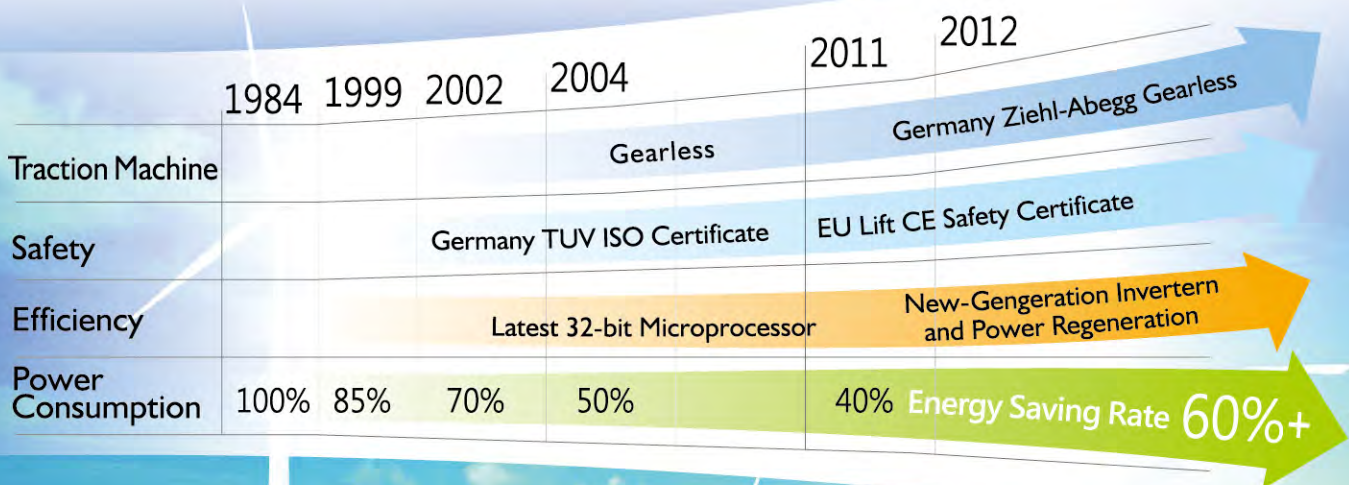 1984 1999 2002 2004 2011 2012
Traction Machine Gearless Germany Ziehl-Abegg Gearless
Safety Germany TUV ISO Certificate EU Lift CE Safety Certificate
Efficiency Latest 32-bit Microprocessor New-Gengeration Invertern
and Power Regeneration
Power
Consumption 100% 85% 70% 50% 40% Energy Saving Rate 60%+